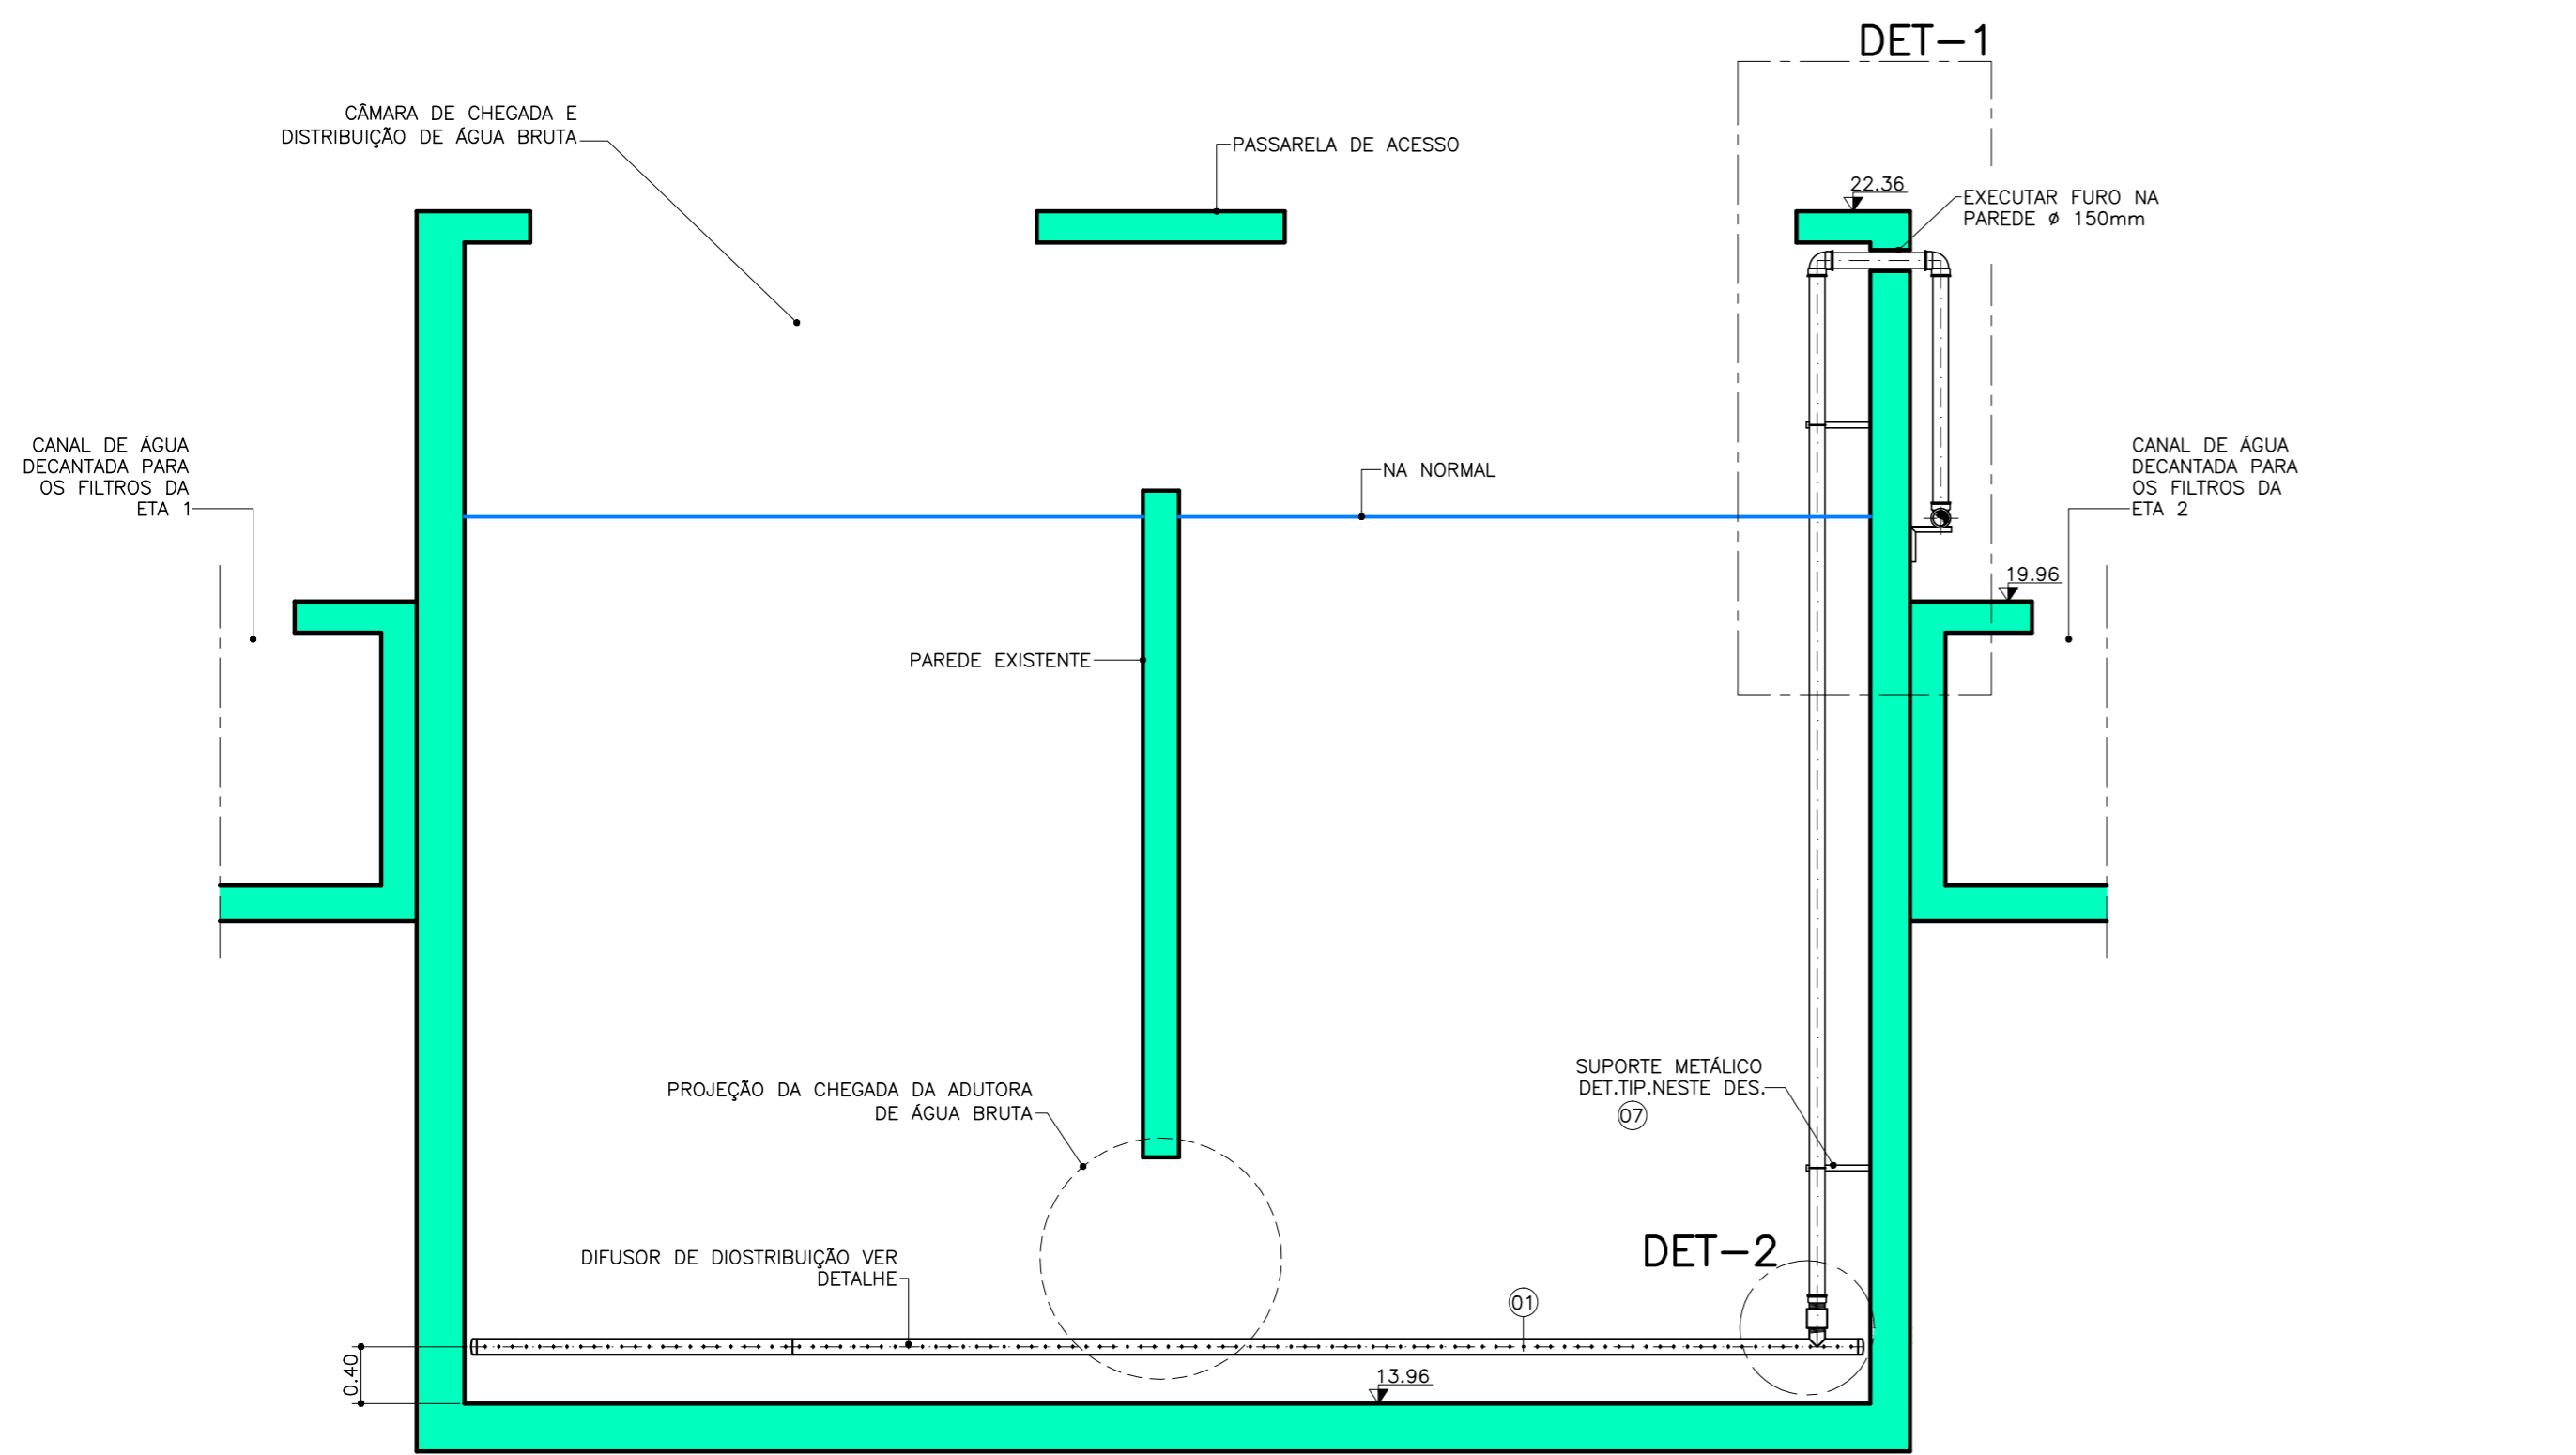 DET-1
CÂMARA DE CHEGADA E
DISTRIBUIÇÃO DE ÁGUA BRUTA
PASSARELA DE ACESSO
22.36
EXECUTAR FURO NA
PAREDE ø 150mm
CANAL DE ÁGUA
DECANTADA PARA
OS FILTROS DA
ETA 1
NA NORMAL
CANAL DE ÁGUA
DECANTADA PARA
OS FILTROS DA
ETA 2
19.96
PAREDE EXISTENTE
PROJEÇÃO DA CHEGADA DA ADUTORA
DE ÁGUA BRUTA
SUPORTE METÁLICO
DET.TIP.NESTE DES.
07
DET-2
DIFUSOR DE DIOSTRIBUIÇÃO VER
DETALHE
01
0.40
13.96